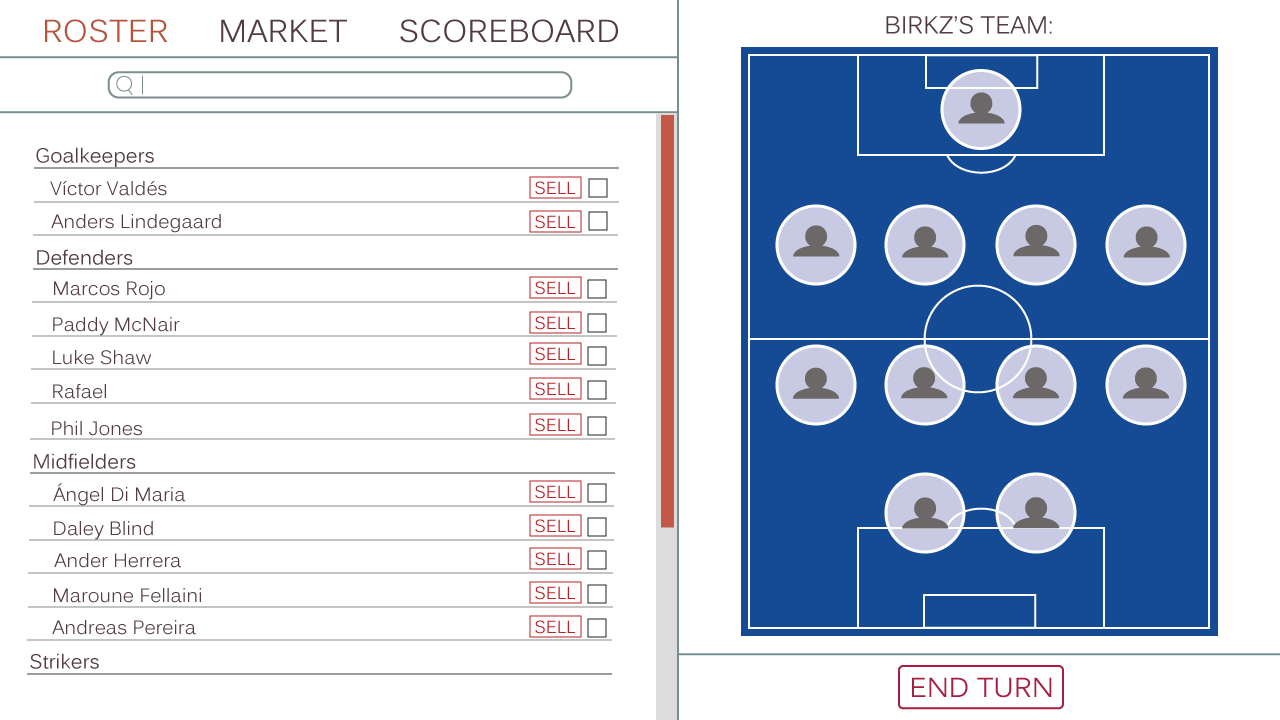 ROSTER MARKET SCOREBOARD
Goalkeepers
Víctor Valdés SELL
Anders Lindegaard SELL
Defenders
Marcos Rojo SELL
Paddy McNair SELL
Luke Shaw SELL
Rafael SELL
Phil Jones SELL
Midfielders
Ángel Di Maria SELL
Daley Blind SELL
Ander Herrera SELL
Maroune Fellaini SELL
Andreas Pereira SELL
Strikers
BIRKZ'S TEAM:
END TURN